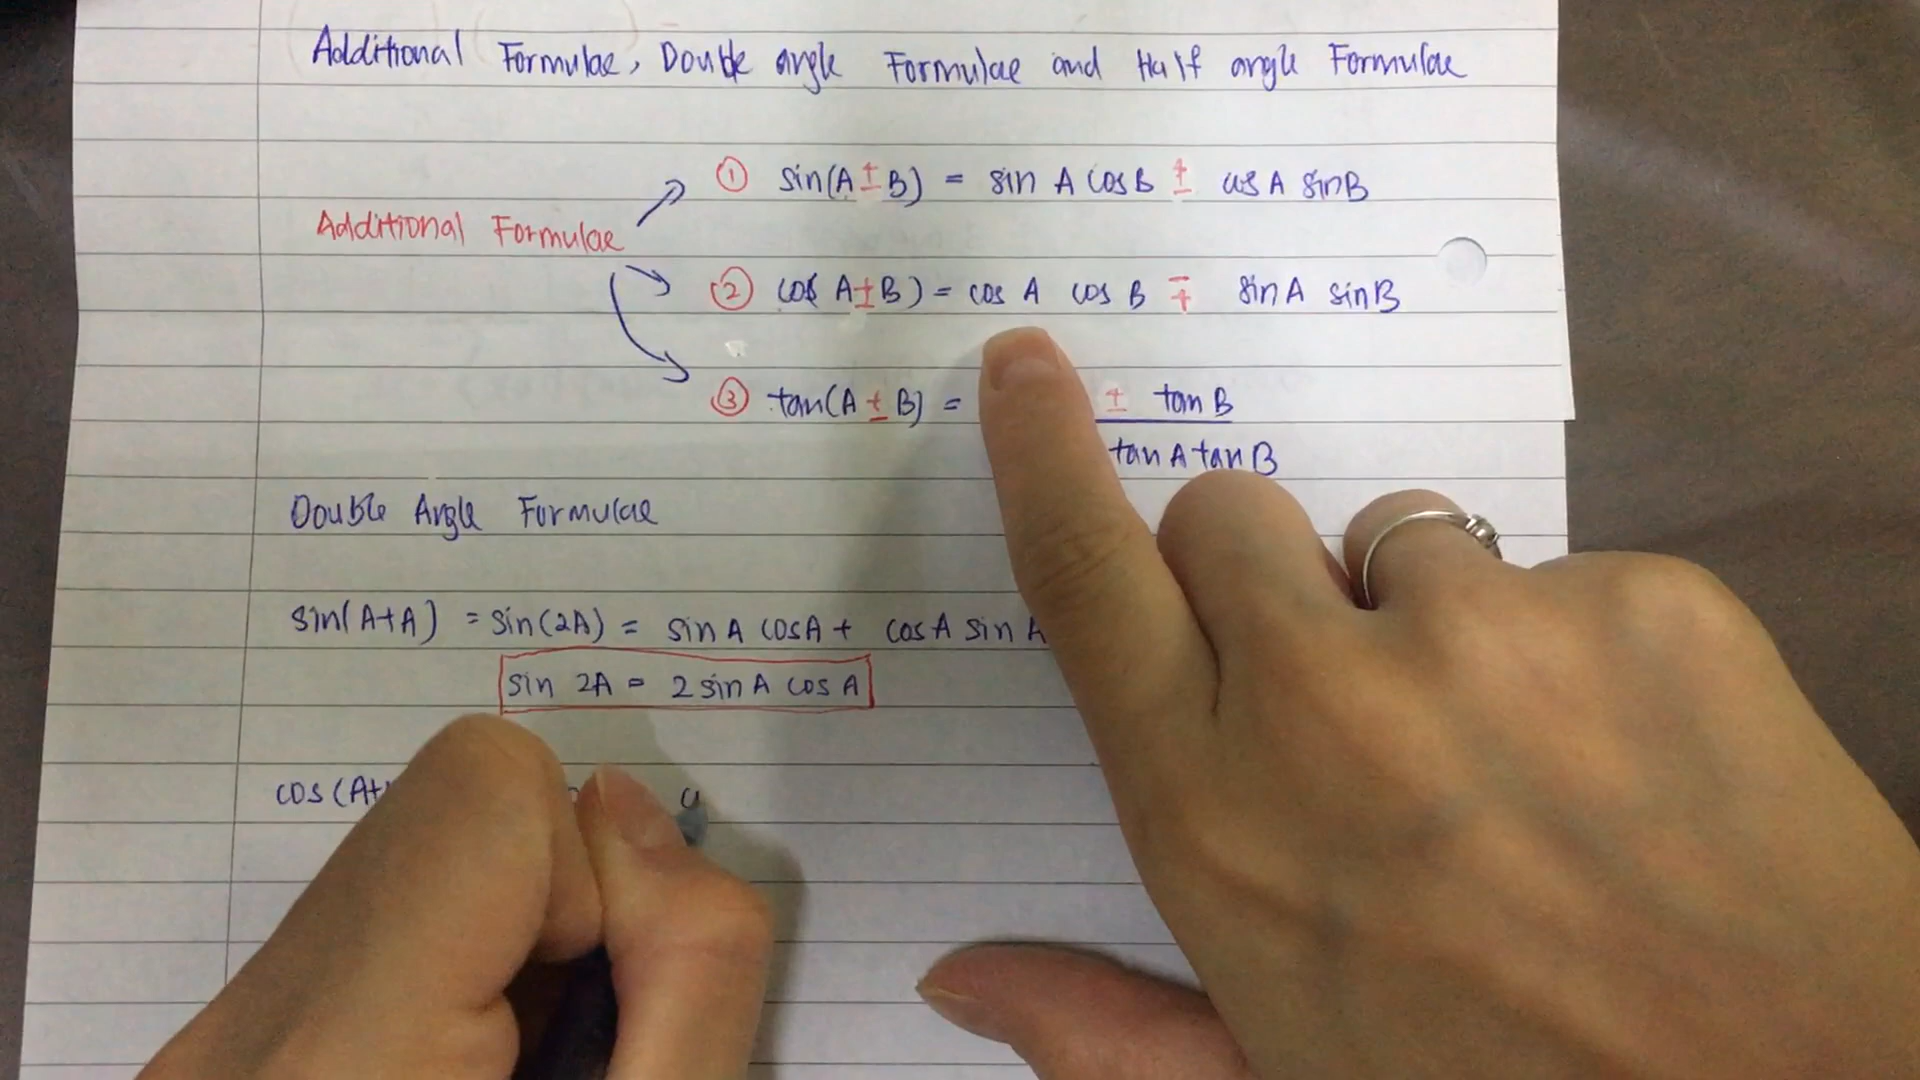 Additional Formulae, Double angle Formulae and Half angle Formulae
① sin(A ± B) = sin A cos B ± cos A sin B
Additional Formulae
② cos( A ± B ) = cos A cos B ∓ sin A sin B
③ tan(A ± B) = ± tan B
tan A tan B
Double Angle Formulae
sin(A+A) = sin(2A) = sin A cos A + cos A sin A
sin 2A = 2 sin A cos A
cos (A+